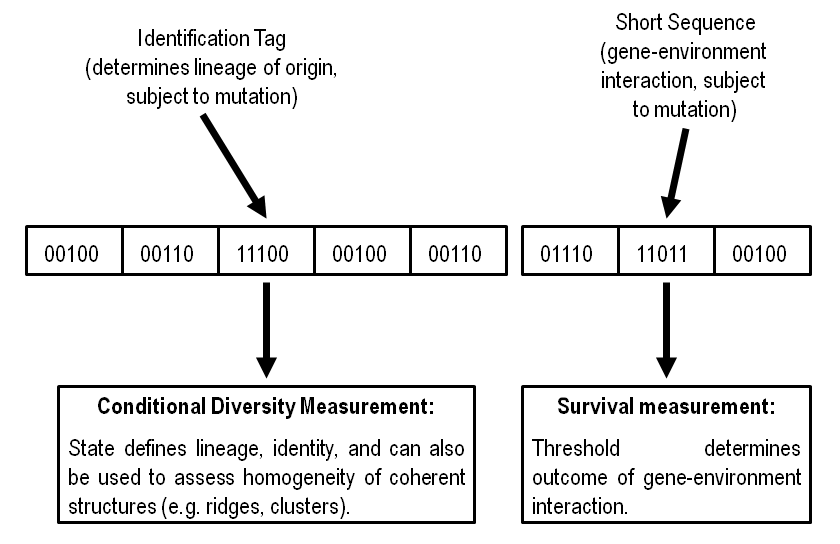 Identification Tag
(determines lineage of origin,
subject to mutation)
Short Sequence
(gene-environment
interaction, subject
to mutation)
00100 00110 11100 00100 00110
01110 11011 00100
Conditional Diversity Measurement:
State defines lineage, identity, and can also
be used to assess homogeneity of coherent
structures (e.g. ridges, clusters).
Survival measurement:
Threshold determines
outcome of gene-environment
interaction.